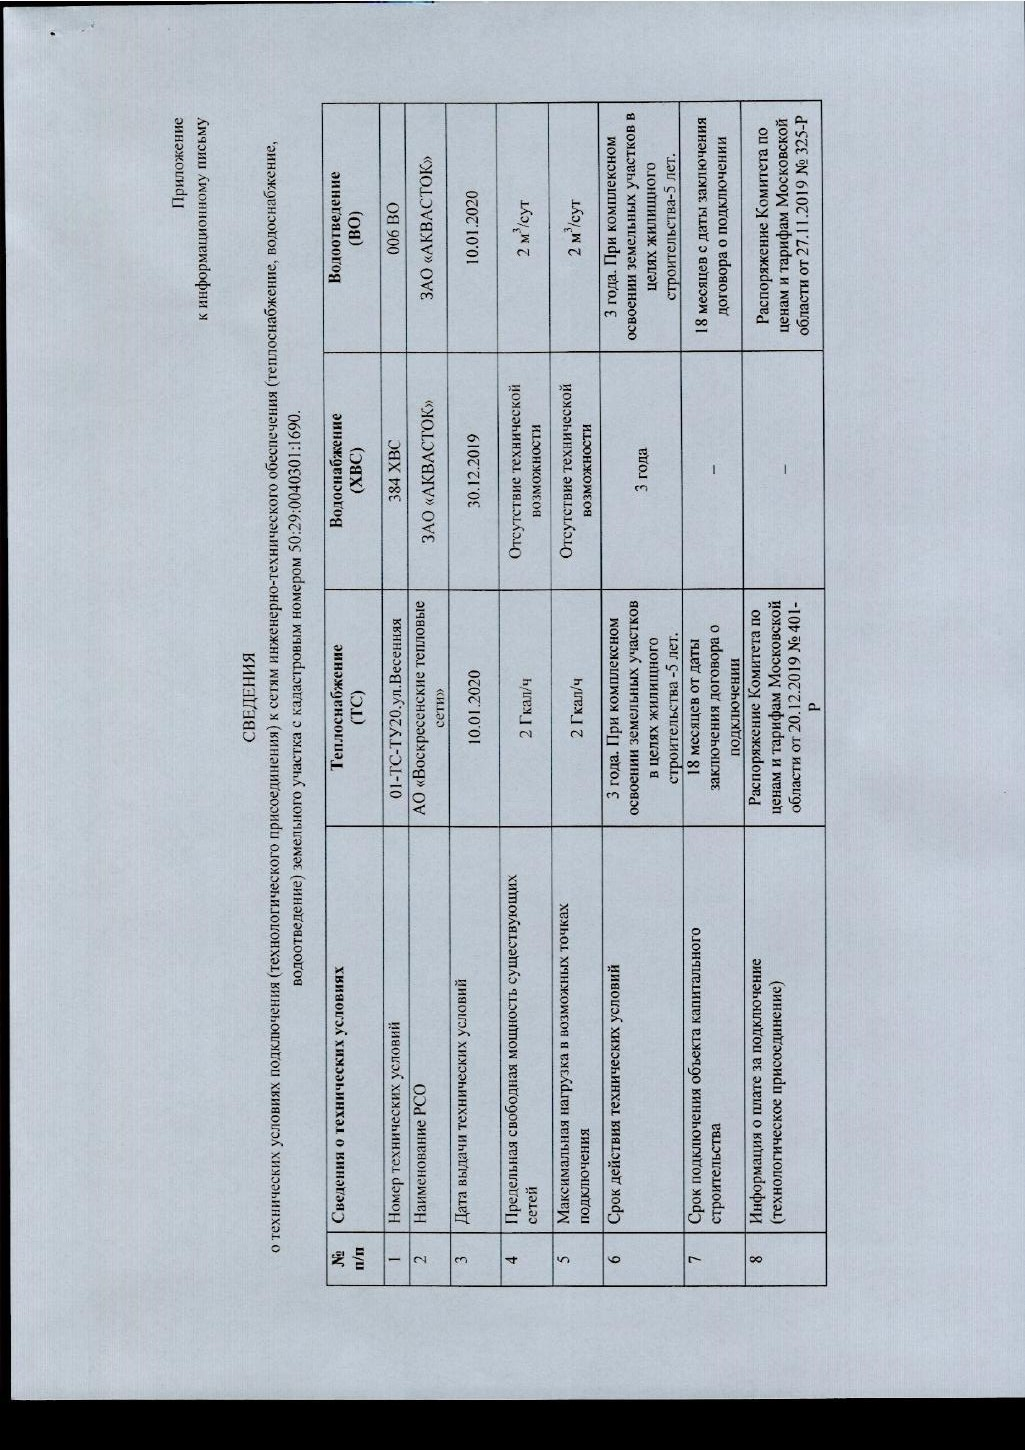 Приложение
к информационному письму
СВЕДЕНИЯ
о технических условиях подключения (технологического присоединения) к сетям инженерно-технического обеспечения (теплоснабжение, водоснабжение,
водоотведение) земельного участка с кадастровым номером 50:29:0040301:1690.
№
п/п
Сведения о технических условиях
Теплоснабжение
(ТС)
Водоснабжение
(ХВС)
Водоотведение
(ВО)
1
Номер технических условий
01-ТС-ТУ20.ул.Весенняя
384 ХВС
006 ВО
2
Наименование РСО
АО «Воскресенские тепловые
сети»
ЗАО «АКВАСТОК»
ЗАО «АКВАСТОК»
3
Дата выдачи технических условий
10.01.2020
30.12.2019
10.01.2020
4
Предельная свободная мощность существующих
сетей
2 Гкал/ч
Отсутствие технической
возможности
2 м³/сут
5
Максимальная нагрузка в возможных точках
подключения
2 Гкал/ч
Отсутствие технической
возможности
2 м³/сут
6
Срок действия технических условий
3 года. При комплексном
освоении земельных участков
в целях жилищного
строительства -5 лет.
3 года
3 года. При комплексном
освоении земельных участков в
целях жилищного
строительства-5 лет.
7
Срок подключения объекта капитального
строительства
18 месяцев от даты
заключения договора о
подключении
–
18 месяцев с даты заключения
договора о подключении
8
Информация о плате за подключение
(технологическое присоединение)
Распоряжение Комитета по
ценам и тарифам Московской
области от 20.12.2019 № 401-
Р
–
Распоряжение Комитета по
ценам и тарифам Московской
области от 27.11.2019 № 325-Р